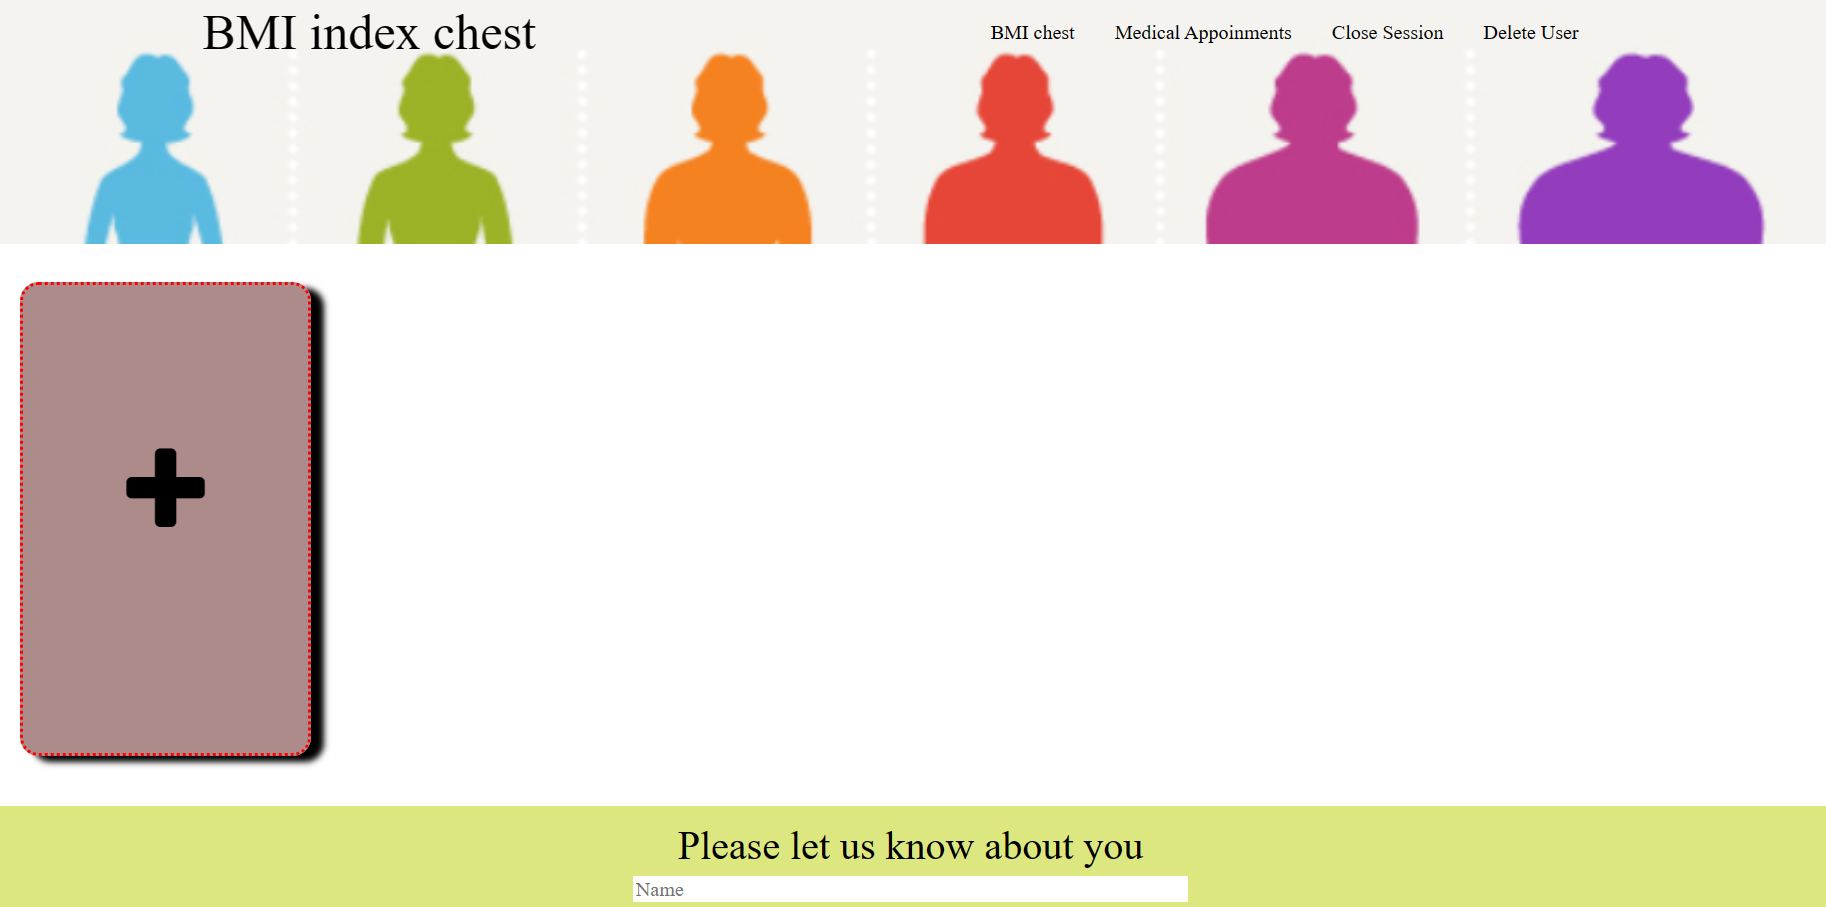 BMI index chest
BMI chest Medical Appoinments Close Session Delete User
Please let us know about you
Name